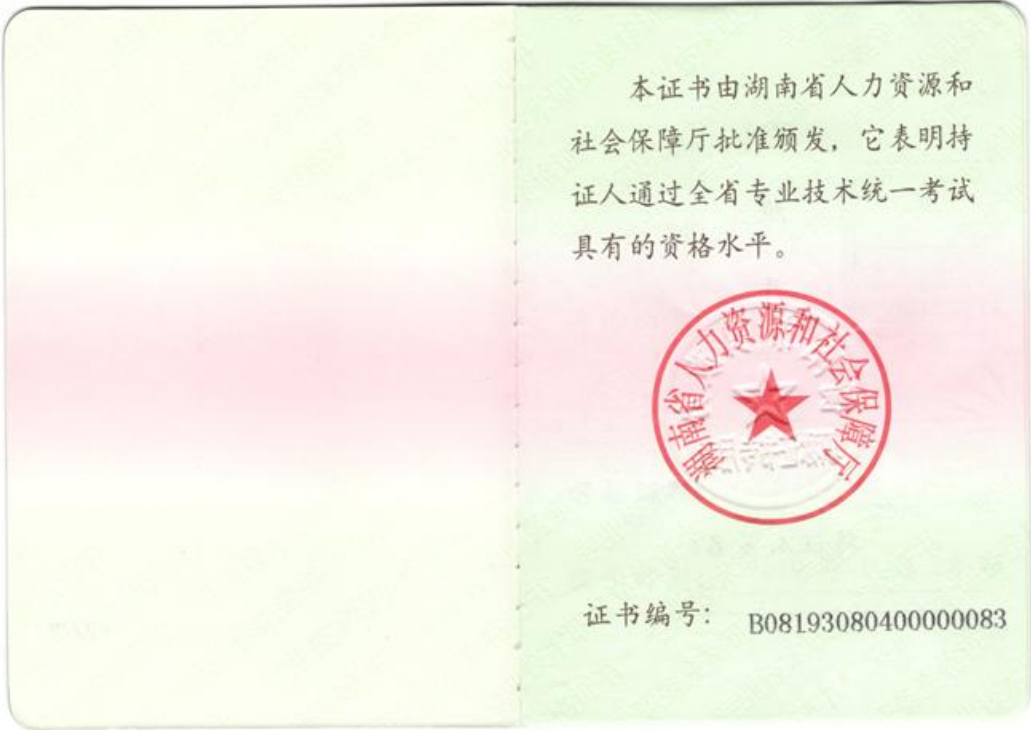 本证书由湖南省人力资源和
社会保障厅批准颁发，它表明持
证人通过全省专业技术统一考试
具有的资格水平。
湖南省人力资源和社会保障厅
证书编号：B08193080400000083